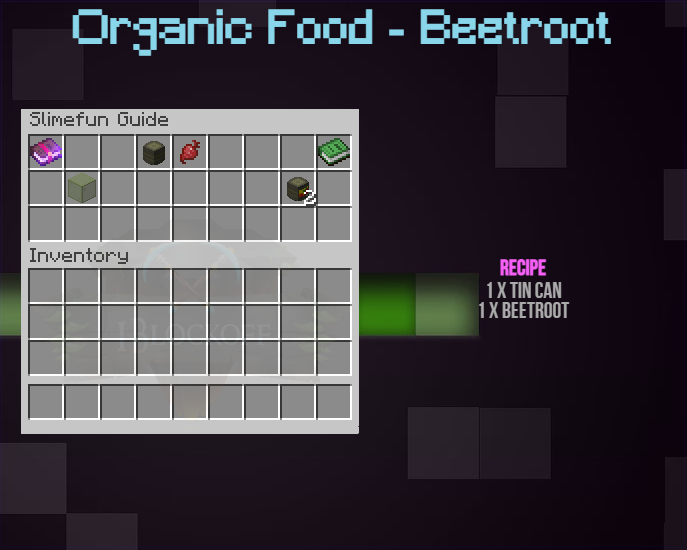 Organic Food - Beetroot
Slimefun Guide
2
Inventory
RECIPE
1 X TIN CAN
1 X BEETROOT